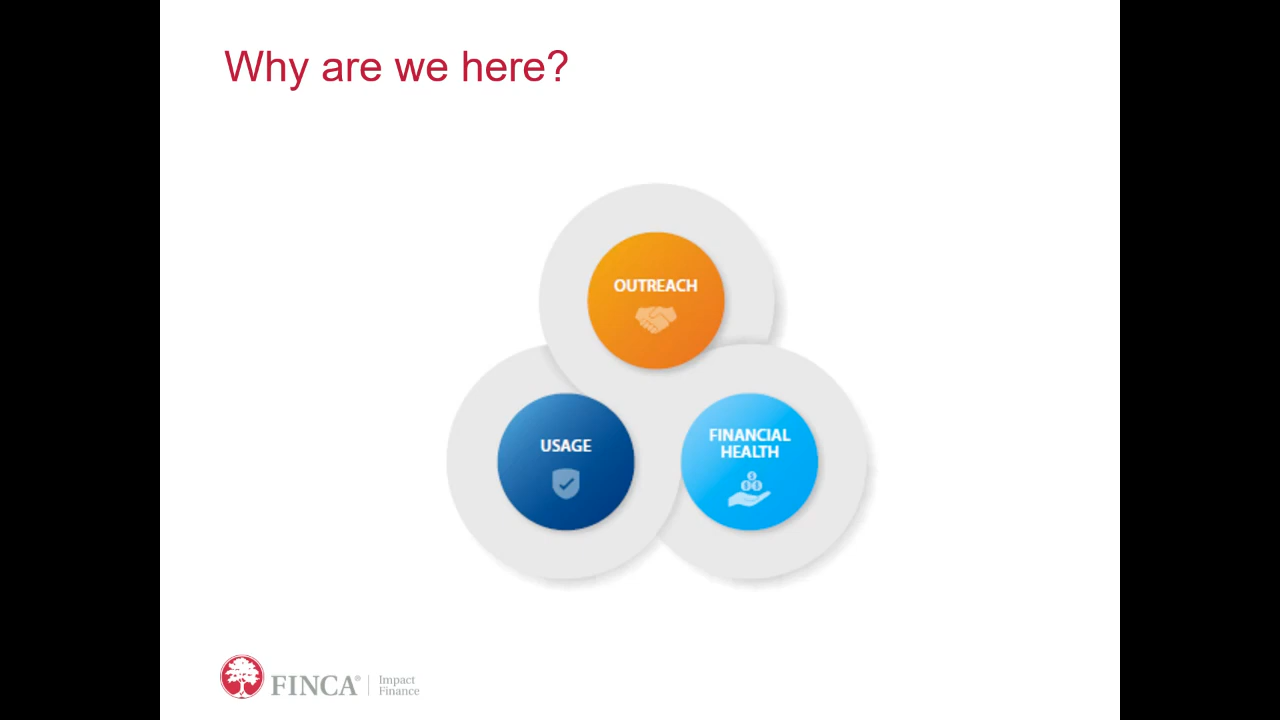 Why are we here?
OUTREACH
USAGE
FINANCIAL
HEALTH
FINCA® | Impact
Finance